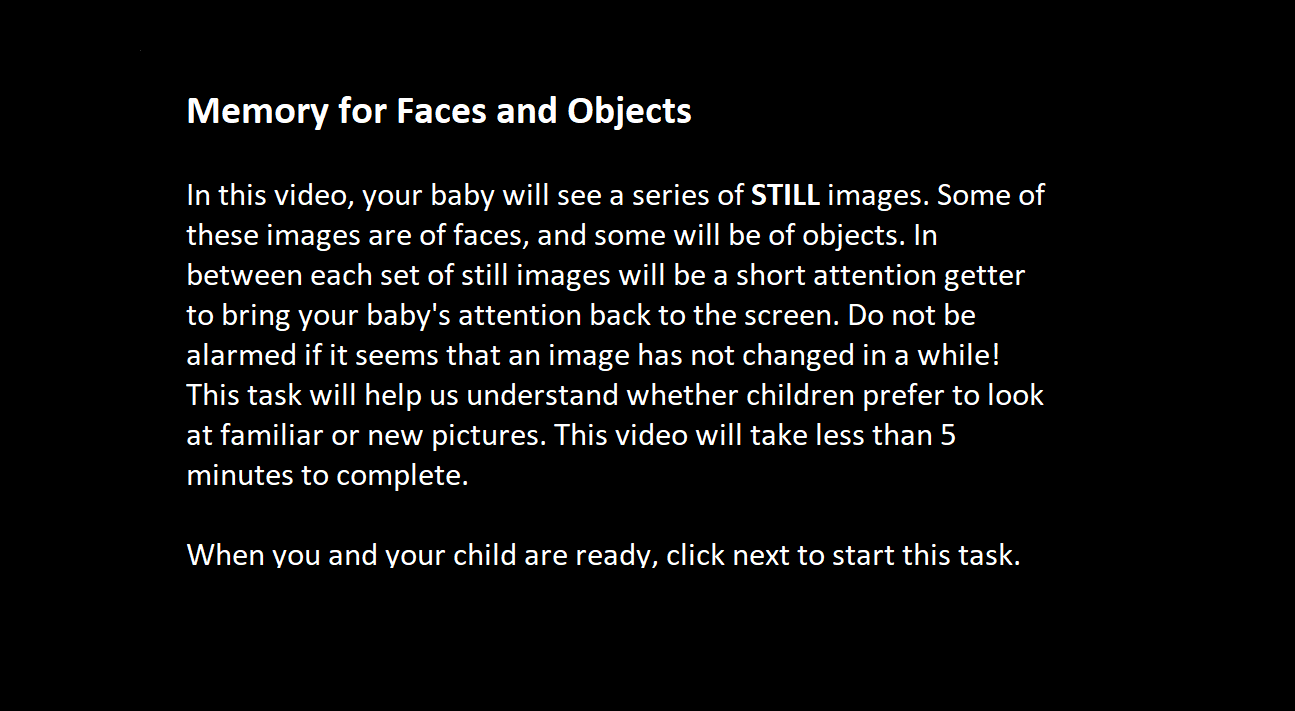 Memory for Faces and Objects
In this video, your baby will see a series of STILL images. Some of
these images are of faces, and some will be of objects. In
between each set of still images will be a short attention getter
to bring your baby's attention back to the screen. Do not be
alarmed if it seems that an image has not changed in a while!
This task will help us understand whether children prefer to look
at familiar or new pictures. This video will take less than 5
minutes to complete.
When you and your child are ready, click next to start this task.